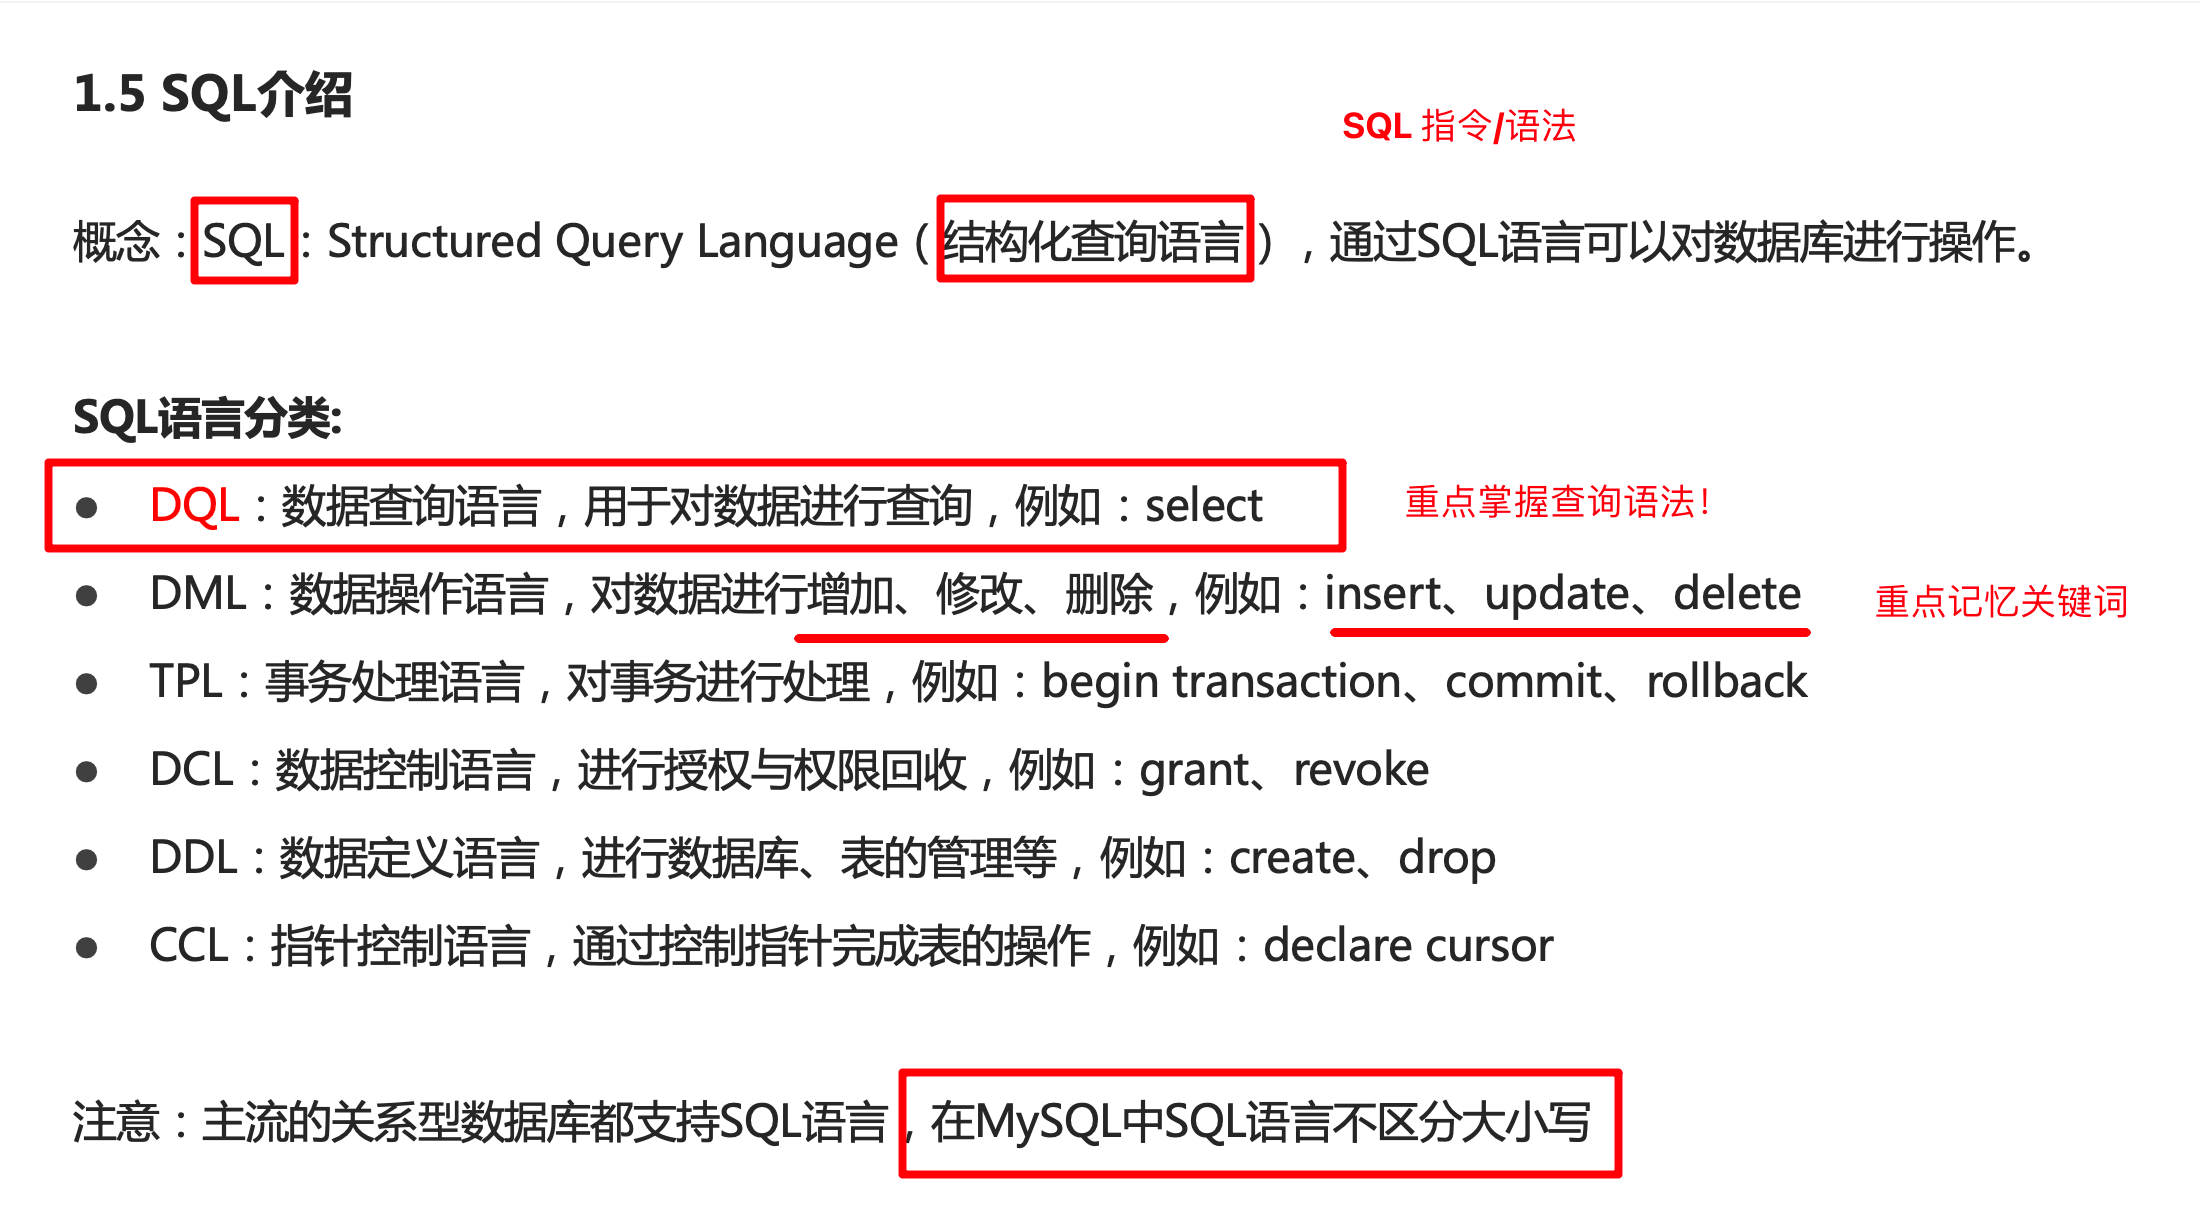 1.5 SQL介绍
SQL 指令/语法
概念：SQL：Structured Query Language（结构化查询语言），通过SQL语言可以对数据库进行操作。
SQL语言分类:
● DQL：数据查询语言，用于对数据进行查询，例如：select
重点掌握查询语法！
● DML：数据操作语言，对数据进行增加、修改、删除，例如：insert、update、delete
重点记忆关键词
● TPL：事务处理语言，对事务进行处理，例如：begin transaction、commit、rollback
● DCL：数据控制语言，进行授权与权限回收，例如：grant、revoke
● DDL：数据定义语言，进行数据库、表的管理等，例如：create、drop
● CCL：指针控制语言，通过控制指针完成表的操作，例如：declare cursor
注意：主流的关系型数据库都支持SQL语言，在MySQL中SQL语言不区分大小写